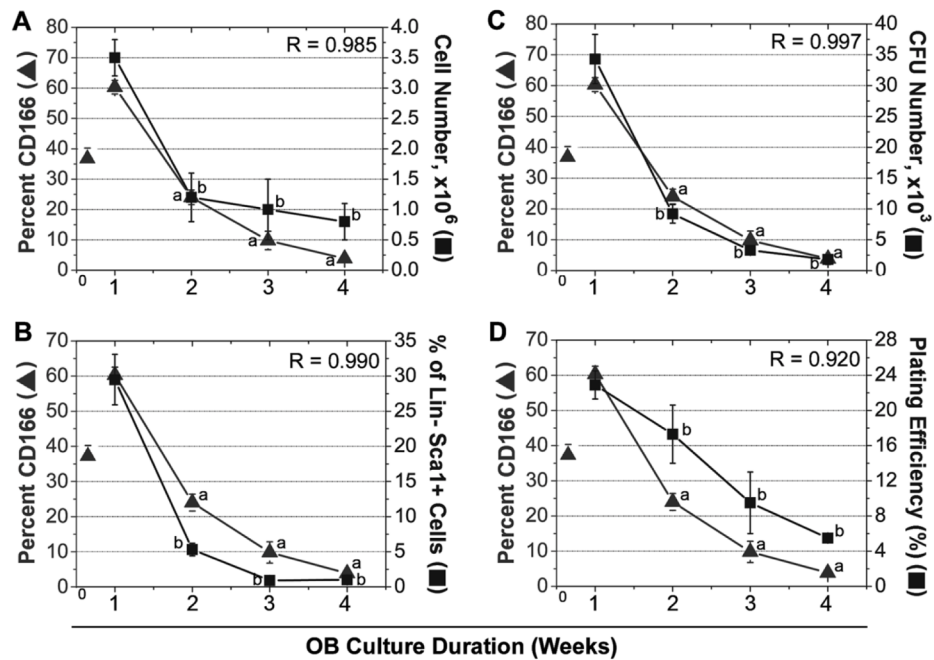 A
R = 0.985
Percent CD166 (▲)
80
70
60
50
40
30
20
10
0
4.0
3.5
3.0
2.5
2.0
1.5
1.0
0.5
0.0
Cell Number, x10⁶ (■)
a b
a b
a b
0 1 2 3 4
C
R = 0.997
Percent CD166 (▲)
80
70
60
50
40
30
20
10
0
40
35
30
25
20
15
10
5
0
CFU Number, x10³ (■)
a b
a b
a b
0 1 2 3 4
B
R = 0.990
Percent CD166 (▲)
70
60
50
40
30
20
10
0
35
30
25
20
15
10
5
0
% of Lin- Sca1+ Cells (■)
a b
a b
a b
0 1 2 3 4
D
R = 0.920
Percent CD166 (▲)
70
60
50
40
30
20
10
0
28
24
20
16
12
8
4
0
Plating Efficiency (%) (■)
b a
b a
b a
0 1 2 3 4
OB Culture Duration (Weeks)